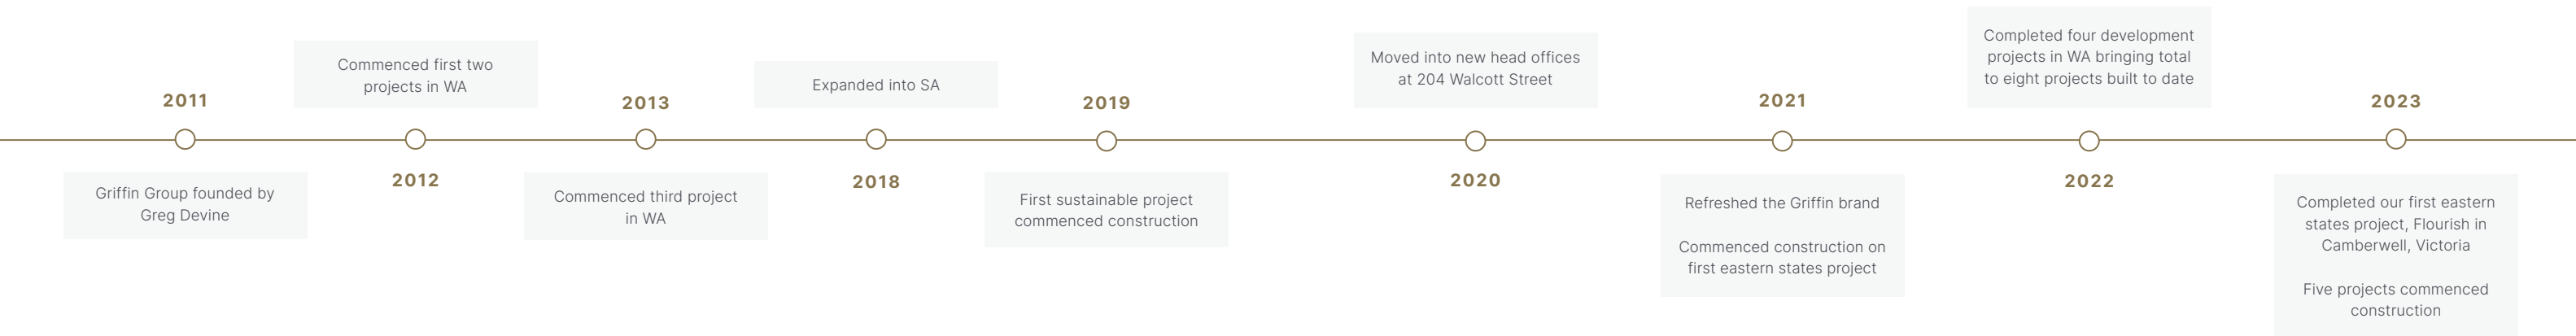 2011
Griffin Group founded by
Greg Devine
Commenced first two
projects in WA
2012
2013
Commenced third project
in WA
Expanded into SA
2018
2019
First sustainable project
commenced construction
Moved into new head offices
at 204 Walcott Street
2020
2021
Refreshed the Griffin brand
Commenced construction on
first eastern states project
Completed four development
projects in WA bringing total
to eight projects built to date
2022
2023
Completed our first eastern
states project, Flourish in
Camberwell, Victoria
Five projects commenced
construction